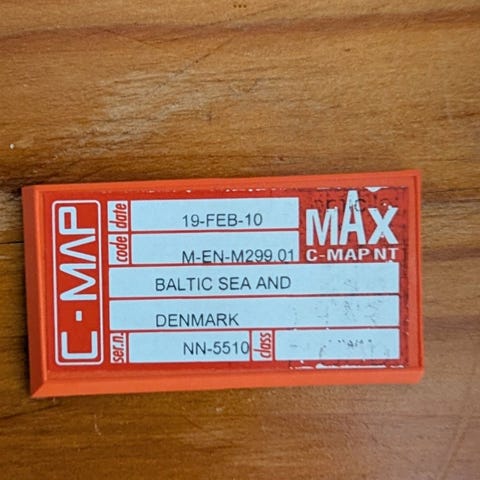 C-MAP
date 19-FEB-10
MAX
code M-EN-M299.01
C-MAP NT
BALTIC SEA AND
DENMARK
ser.n. NN-5510 class